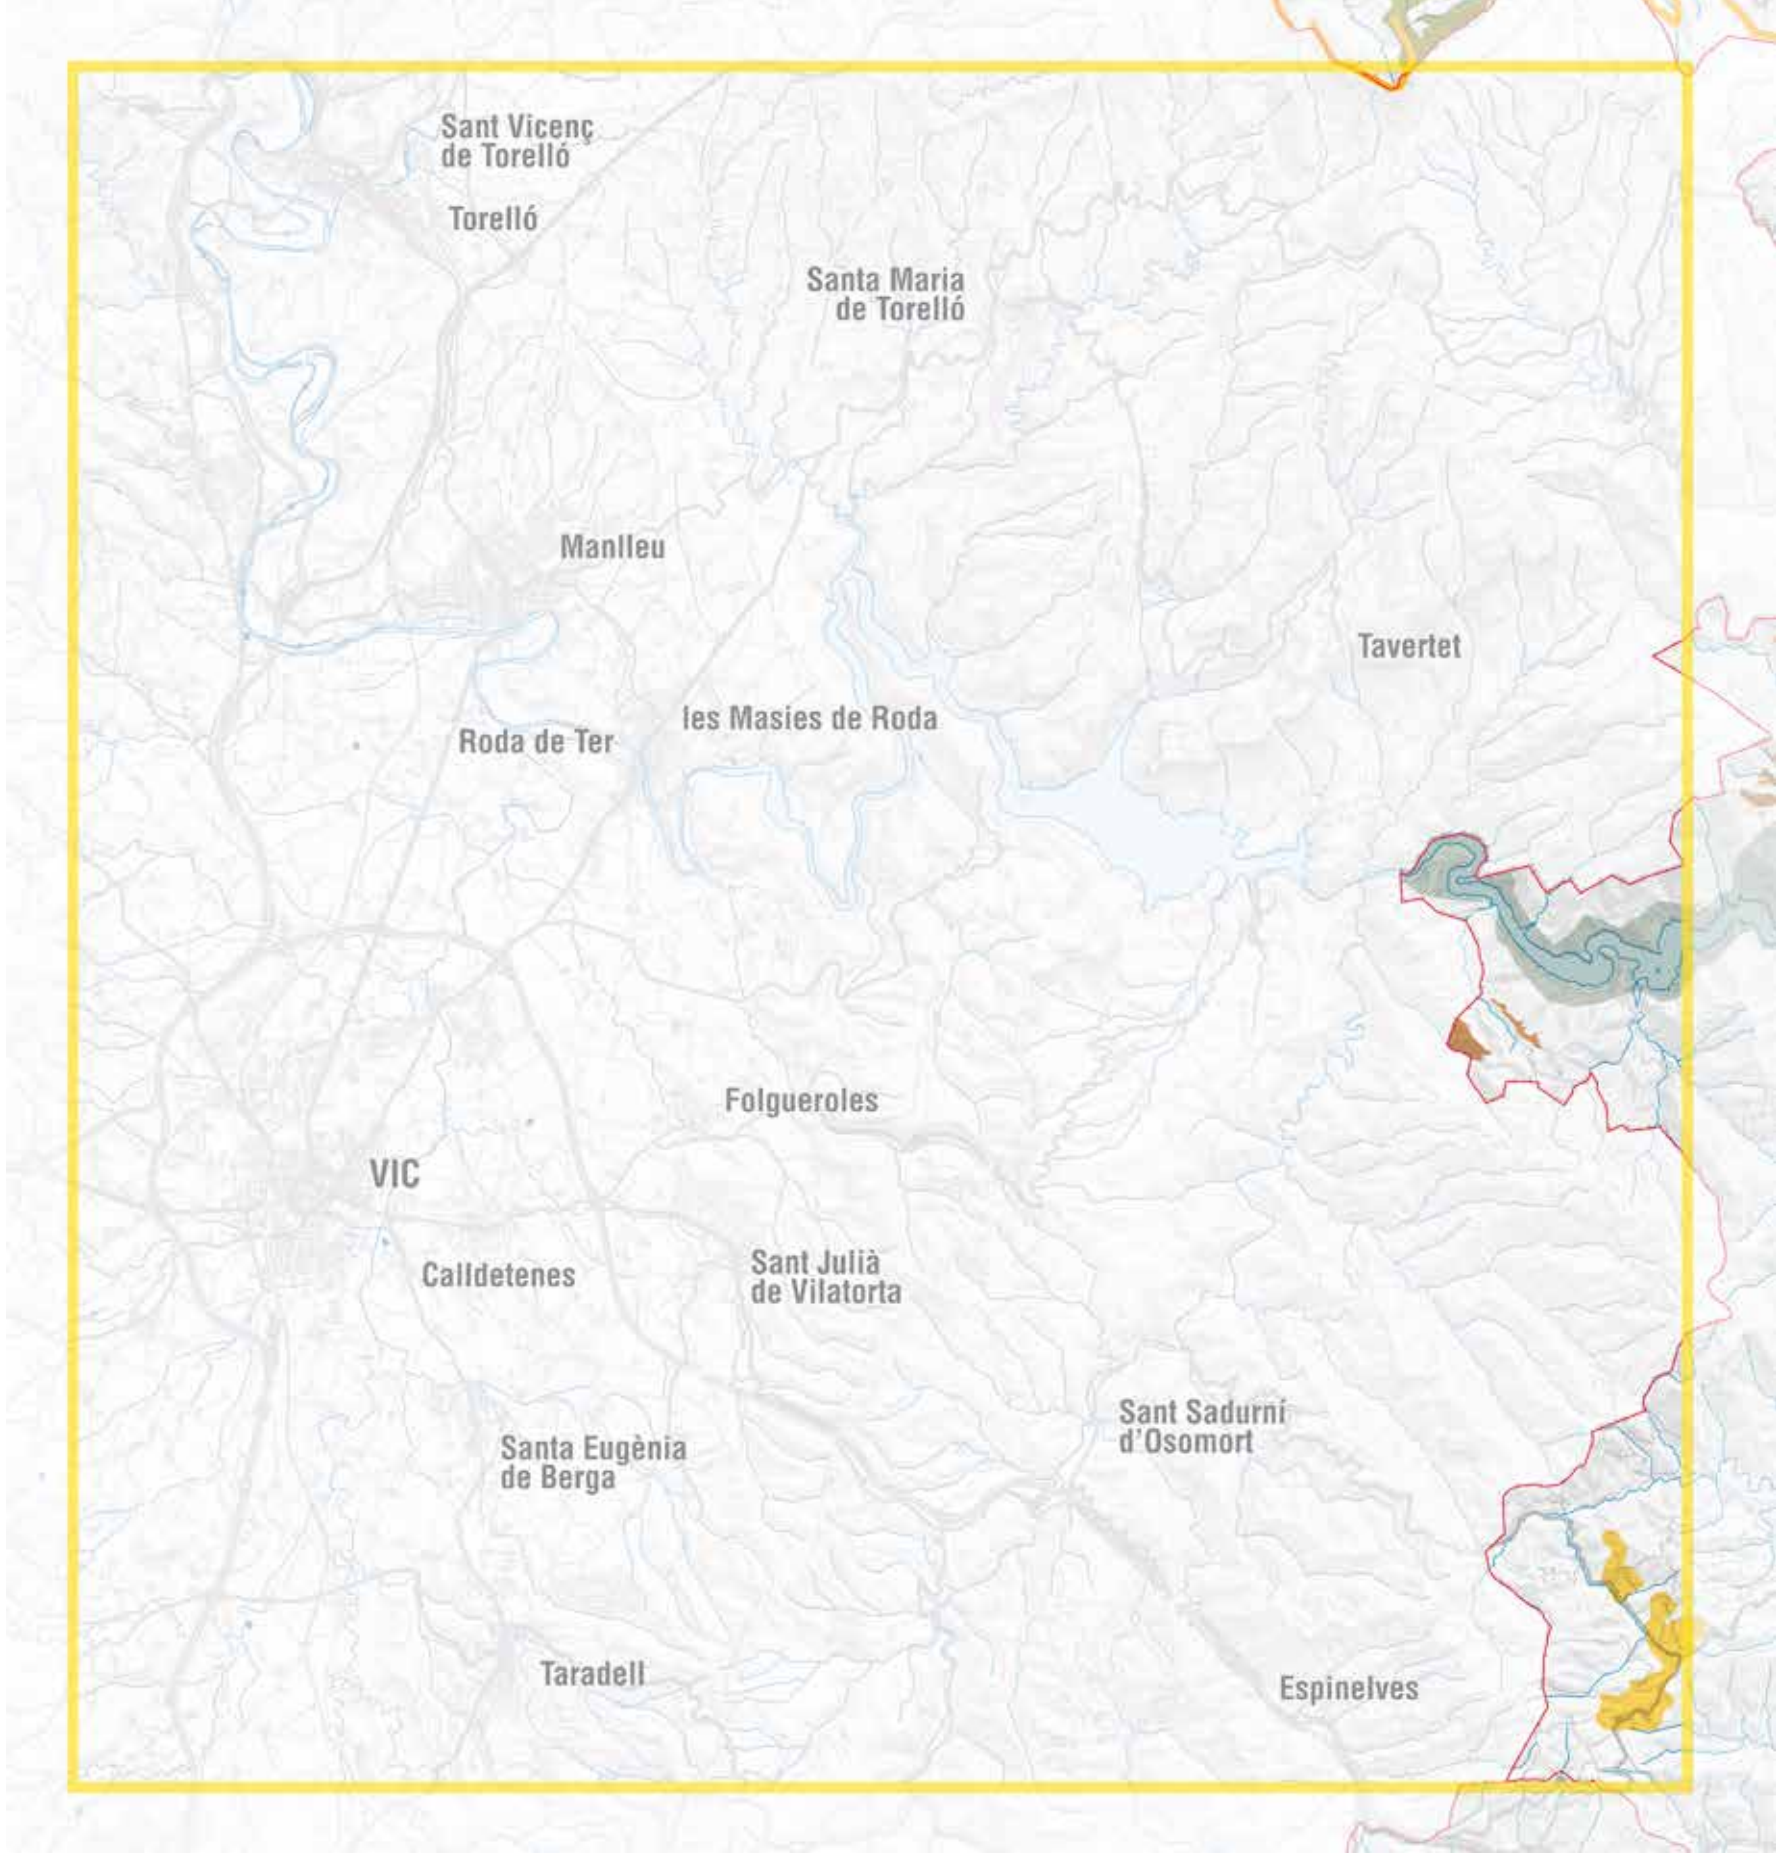 Sant Vicenç
de Torelló
Torelló
Santa Maria
de Torelló
Manlleu
Tavertet
les Masies de Roda
Roda de Ter
Folgueroles
VIC
Calldetenes
Sant Julià
de Vilatorta
Sant Sadurní
d'Osomort
Santa Eugènia
de Berga
Taradell
Espinelves